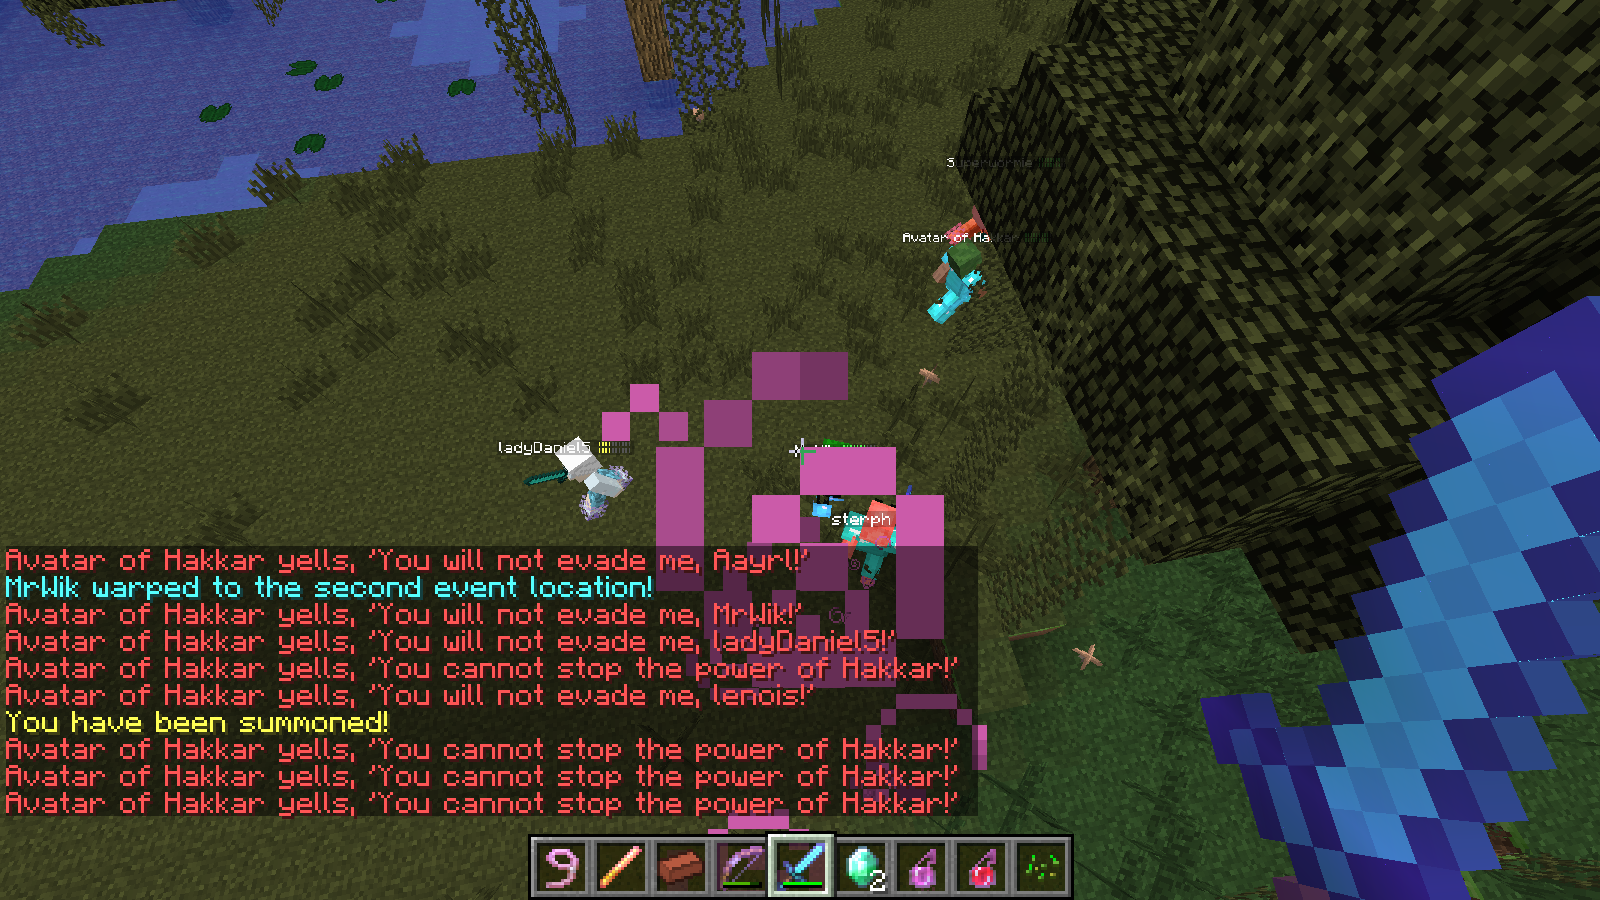 Superwormie
Avatar of Hakkar
ladyDaniel5
sterph
Avatar of Hakkar yells, 'You will not evade me, Aayrl!'
MrWik warped to the second event location!
Avatar of Hakkar yells, 'You will not evade me, MrWik!'
Avatar of Hakkar yells, 'You will not evade me, ladyDaniel5!'
Avatar of Hakkar yells, 'You cannot stop the power of Hakkar!'
Avatar of Hakkar yells, 'You will not evade me, lenois!'
You have been summoned!
Avatar of Hakkar yells, 'You cannot stop the power of Hakkar!'
Avatar of Hakkar yells, 'You cannot stop the power of Hakkar!'
Avatar of Hakkar yells, 'You cannot stop the power of Hakkar!'
2